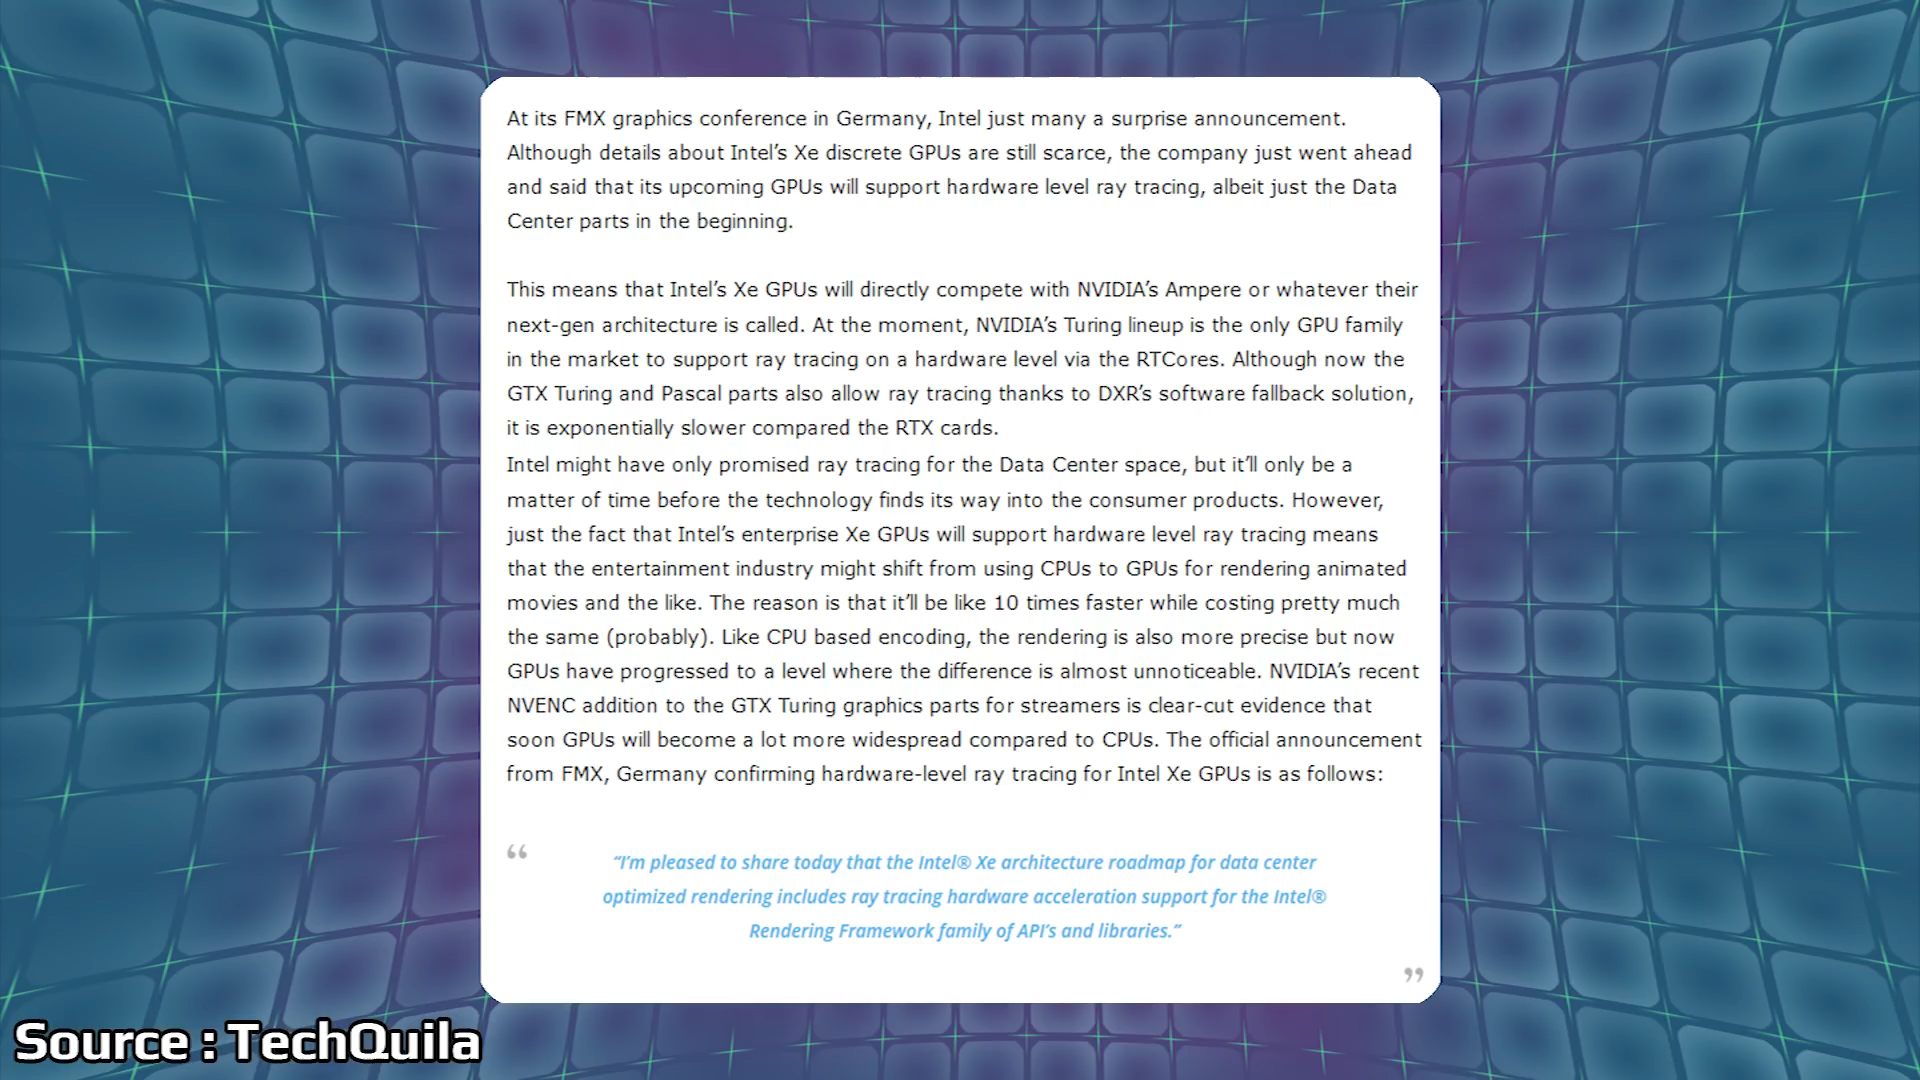 At its FMX graphics conference in Germany, Intel just many a surprise announcement.
Although details about Intel's Xe discrete GPUs are still scarce, the company just went ahead
and said that its upcoming GPUs will support hardware level ray tracing, albeit just the Data
Center parts in the beginning.
This means that Intel's Xe GPUs will directly compete with NVIDIA's Ampere or whatever their
next-gen architecture is called. At the moment, NVIDIA's Turing lineup is the only GPU family
in the market to support ray tracing on a hardware level via the RTCores. Although now the
GTX Turing and Pascal parts also allow ray tracing thanks to DXR's software fallback solution,
it is exponentially slower compared the RTX cards.
Intel might have only promised ray tracing for the Data Center space, but it'll only be a
matter of time before the technology finds its way into the consumer products. However,
just the fact that Intel's enterprise Xe GPUs will support hardware level ray tracing means
that the entertainment industry might shift from using CPUs to GPUs for rendering animated
movies and the like. The reason is that it'll be like 10 times faster while costing pretty much
the same (probably). Like CPU based encoding, the rendering is also more precise but now
GPUs have progressed to a level where the difference is almost unnoticeable. NVIDIA's recent
NVENC addition to the GTX Turing graphics parts for streamers is clear-cut evidence that
soon GPUs will become a lot more widespread compared to CPUs. The official announcement
from FMX, Germany confirming hardware-level ray tracing for Intel Xe GPUs is as follows:
“ “I'm pleased to share today that the Intel® Xe architecture roadmap for data center
optimized rendering includes ray tracing hardware acceleration support for the Intel®
Rendering Framework family of API's and libraries.”
”
Source : TechQuila